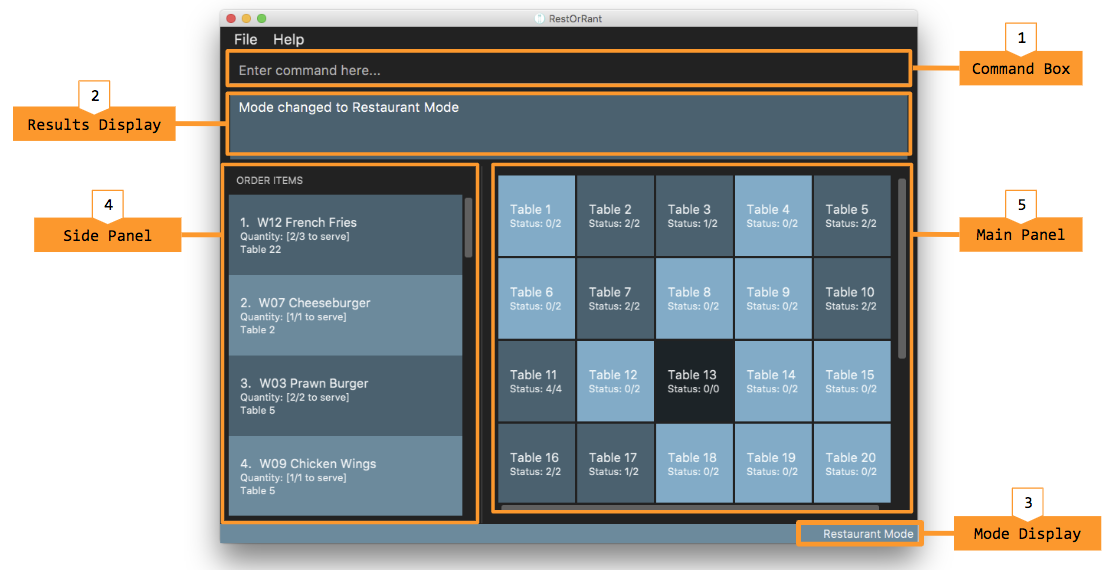 RestOrRant
File Help
1
Command Box
Enter command here...
2
Results Display
Mode changed to Restaurant Mode
4
Side Panel
ORDER ITEMS
1. W12 French Fries
Quantity: [2/3 to serve]
Table 22
2. W07 Cheeseburger
Quantity: [1/1 to serve]
Table 2
3. W03 Prawn Burger
Quantity: [2/2 to serve]
Table 5
4. W09 Chicken Wings
Quantity: [1/1 to serve]
Table 5
5
Main Panel
Table 1 Table 2 Table 3 Table 4 Table 5
Status: 0/2 Status: 2/2 Status: 1/2 Status: 0/2 Status: 2/2
Table 6 Table 7 Table 8 Table 9 Table 10
Status: 0/2 Status: 2/2 Status: 0/2 Status: 0/2 Status: 2/2
Table 11 Table 12 Table 13 Table 14 Table 15
Status: 4/4 Status: 0/2 Status: 0/0 Status: 0/2 Status: 0/2
Table 16 Table 17 Table 18 Table 19 Table 20
Status: 2/2 Status: 1/2 Status: 0/2 Status: 0/2 Status: 0/2
3
Mode Display
Restaurant Mode